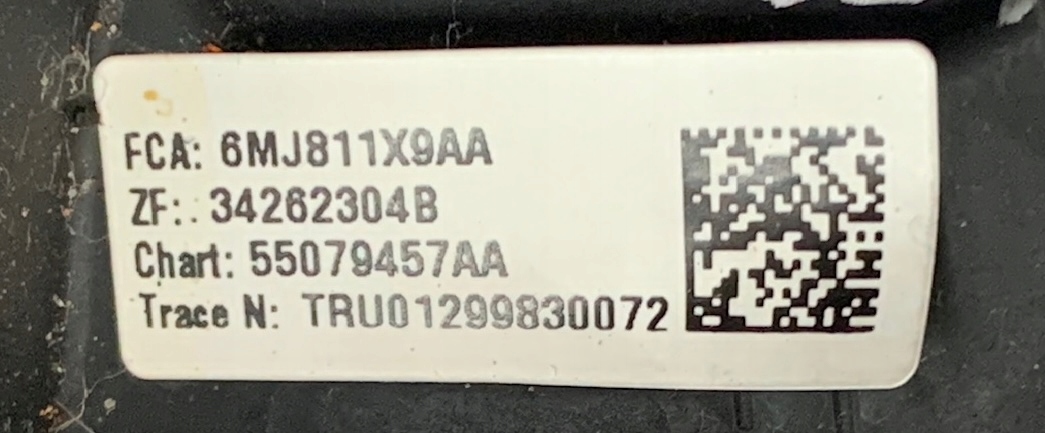 FCA: 6MJ811X9AA
ZF: 34262304B
Chart: 55079457AA
Trace N: TRU01299830072